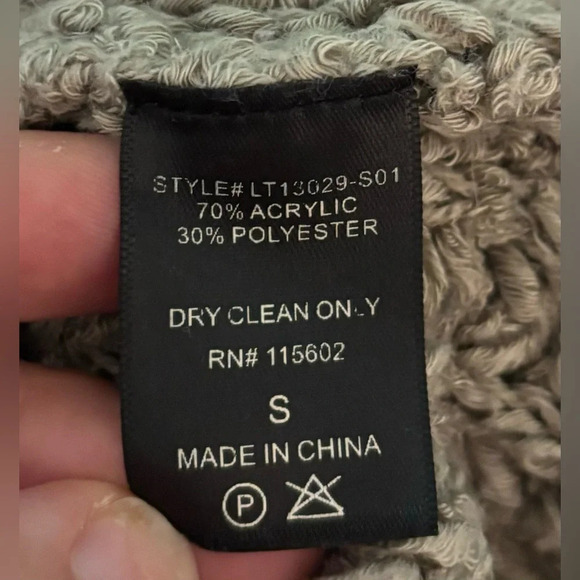 STYLE# LT13029-S01
70% ACRYLIC
30% POLYESTER
DRY CLEAN ONLY
RN# 115602
S
MADE IN CHINA
P